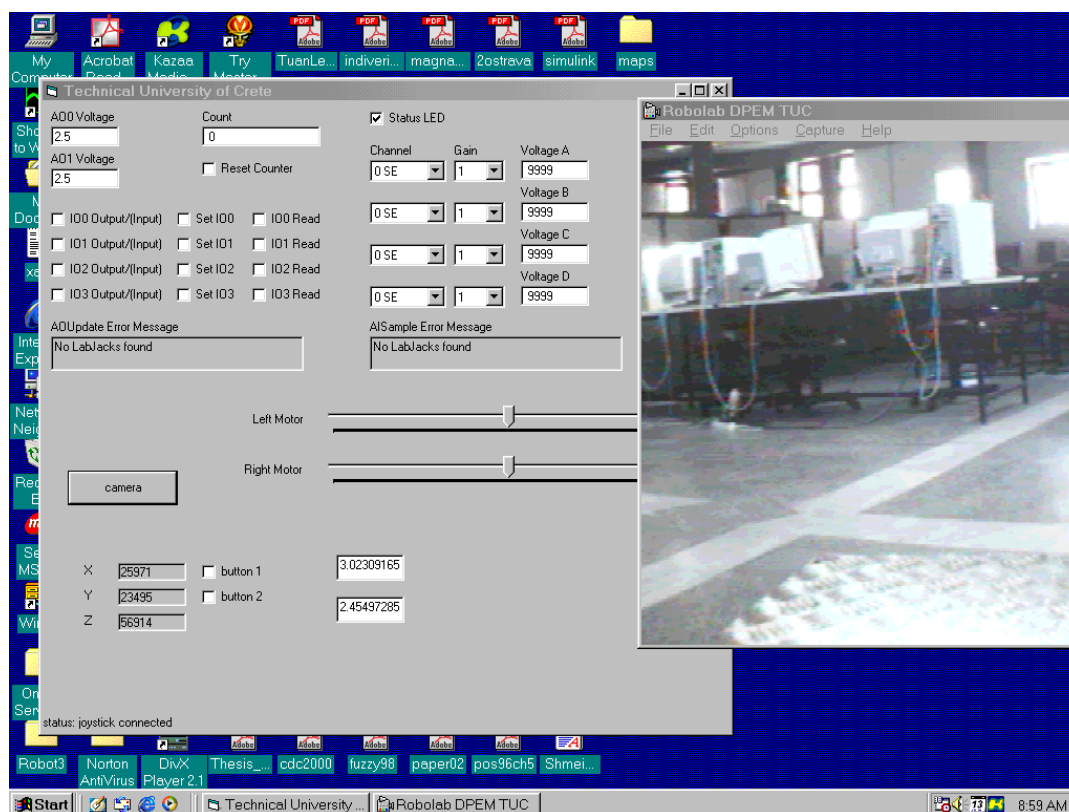 My Computer
Acrobat Read...
Kazaa Media
Try
TuanLe...
indiveri...
magna...
2ostrava
simulink
maps
Technical University of Crete
AO0 Voltage
2.5
AO1 Voltage
2.5
Count
0
Reset Counter
Status LED
Channel Gain Voltage A
0 SE 1 9999
Voltage B
0 SE 1 9999
Voltage C
0 SE 1 9999
Voltage D
0 SE 1 9999
IO0 Output/(Input) Set IO0 IO0 Read
IO1 Output/(Input) Set IO1 IO1 Read
IO2 Output/(Input) Set IO2 IO2 Read
IO3 Output/(Input) Set IO3 IO3 Read
AOUpdate Error Message
No LabJacks found
AISample Error Message
No LabJacks found
Left Motor
Right Motor
camera
X 25971 button 1
Y 23495 button 2
Z 56914
3.02309165
2.45497285
status: joystick connected
Robolab DPEM TUC
File Edit Options Capture Help
Robot3
Norton AntiVirus
DivX Player 2.1
Thesis_...
cdc2000
fuzzy98
paper02
pos96ch5
Shmei...
Start
Technical University ...
Robolab DPEM TUC
13
8:59 AM